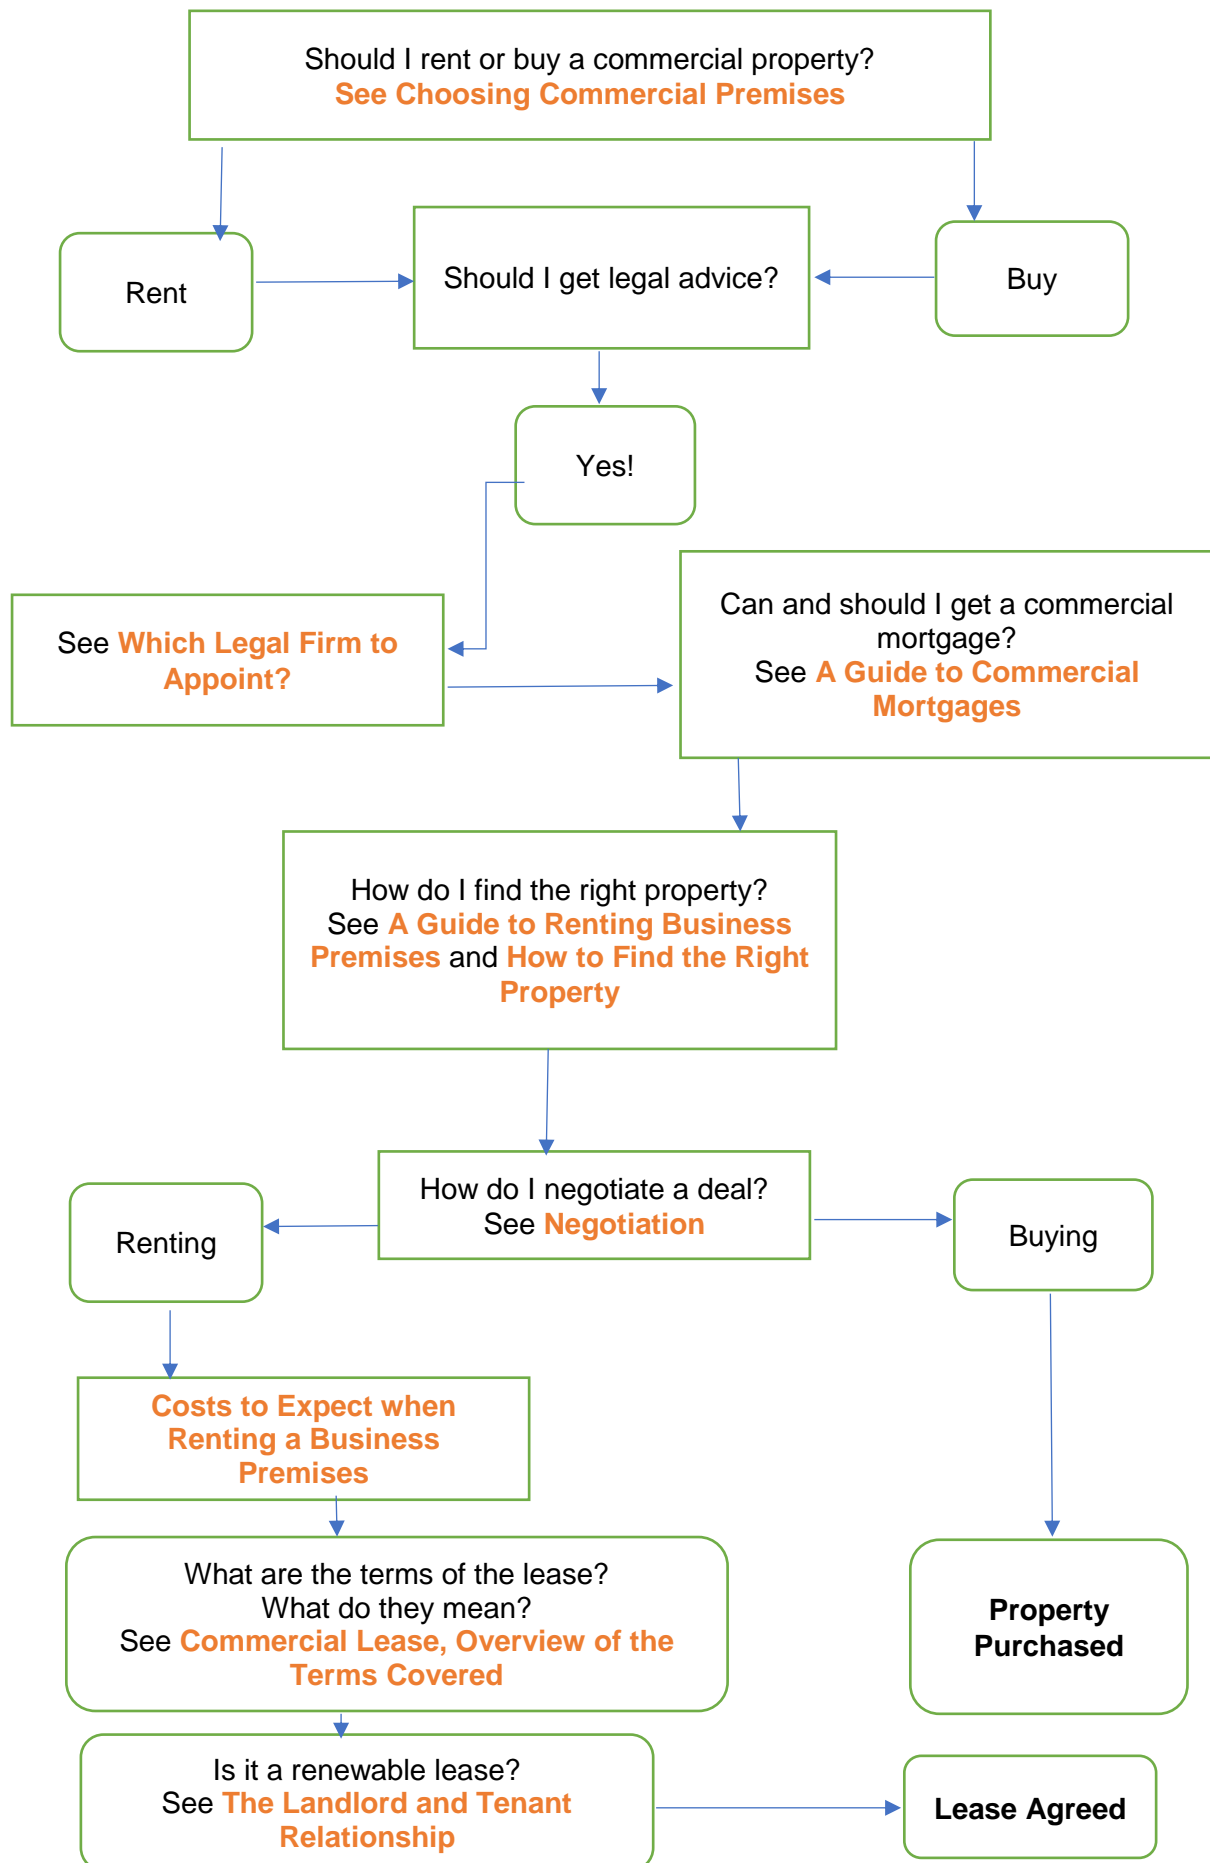 Should I rent or buy a commercial property?
See Choosing Commercial Premises
Rent
Should I get legal advice?
Buy
Yes!
See Which Legal Firm to
Appoint?
Can and should I get a commercial
mortgage?
See A Guide to Commercial
Mortgages
How do I find the right property?
See A Guide to Renting Business
Premises and How to Find the Right
Property
How do I negotiate a deal?
See Negotiation
Renting
Buying
Costs to Expect when
Renting a Business
Premises
What are the terms of the lease?
What do they mean?
See Commercial Lease, Overview of the
Terms Covered
Property
Purchased
Is it a renewable lease?
See The Landlord and Tenant
Relationship
Lease Agreed